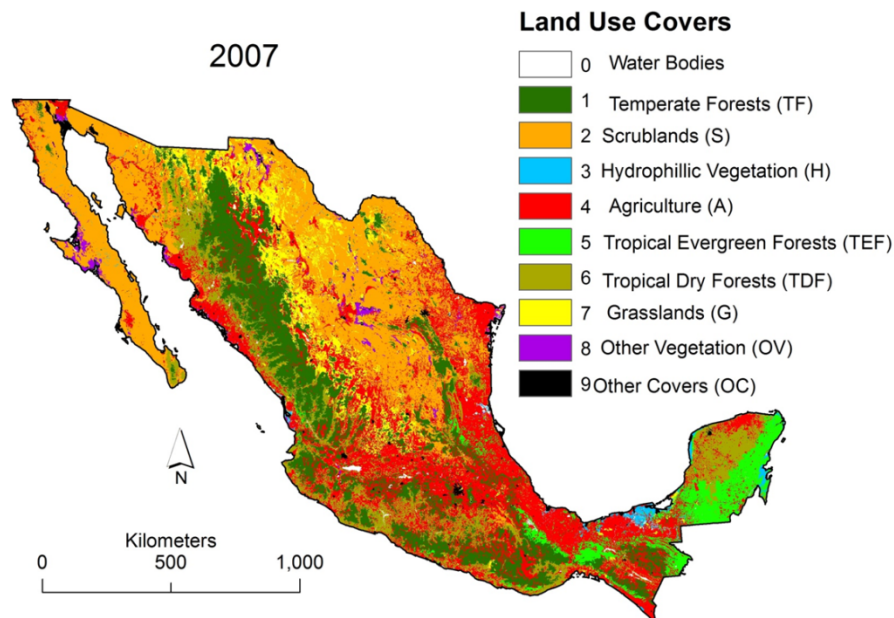 Land Use Covers
2007
0 Water Bodies
1 Temperate Forests (TF)
2 Scrublands (S)
3 Hydrophillic Vegetation (H)
4 Agriculture (A)
5 Tropical Evergreen Forests (TEF)
6 Tropical Dry Forests (TDF)
7 Grasslands (G)
8 Other Vegetation (OV)
9 Other Covers (OC)
N
Kilometers
0 500 1,000